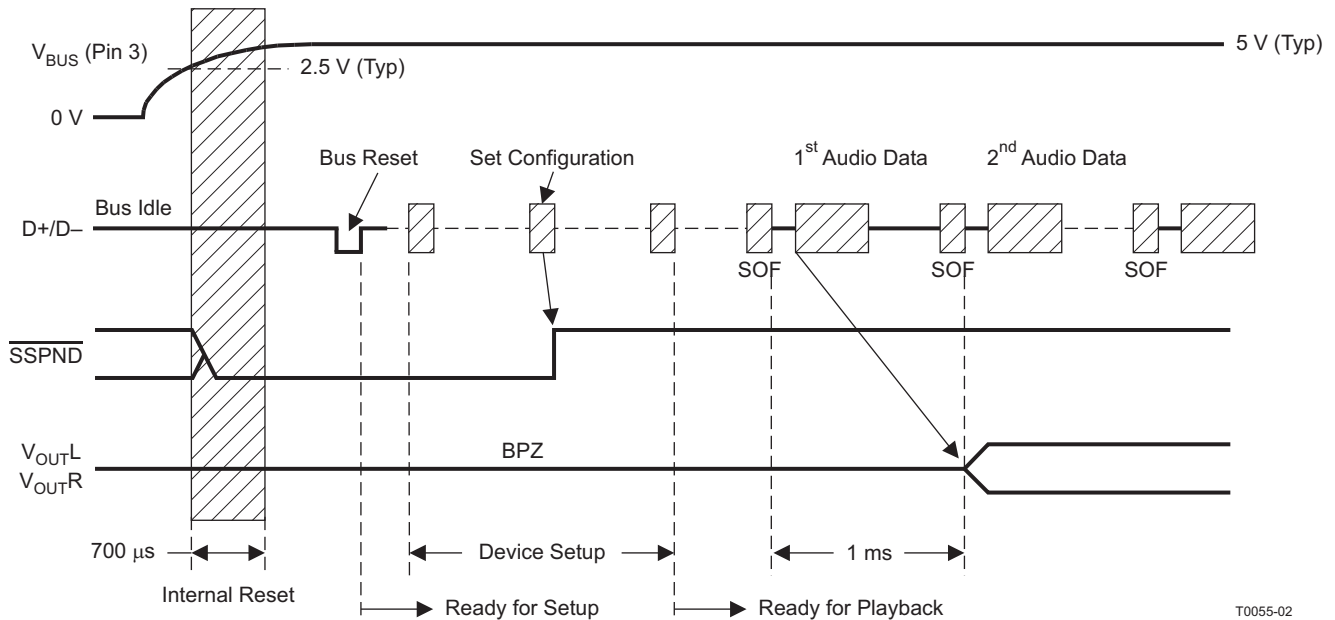 V_BUS (Pin 3)
5 V (Typ)
2.5 V (Typ)
0 V
Bus Reset
Set Configuration
1st Audio Data
2nd Audio Data
Bus Idle
D+/D–
SOF
SOF
SOF
SSPND
V_OUTL
BPZ
V_OUTR
700 μs
Device Setup
1 ms
Internal Reset
Ready for Setup
Ready for Playback
T0055-02